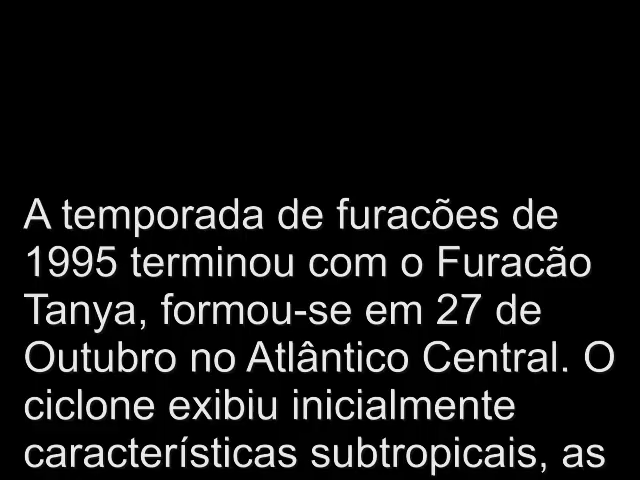 A temporada de furacões de
1995 terminou com o Furacão
Tanya, formou-se em 27 de
Outubro no Atlântico Central. O
ciclone exibiu inicialmente
características subtropicais, as